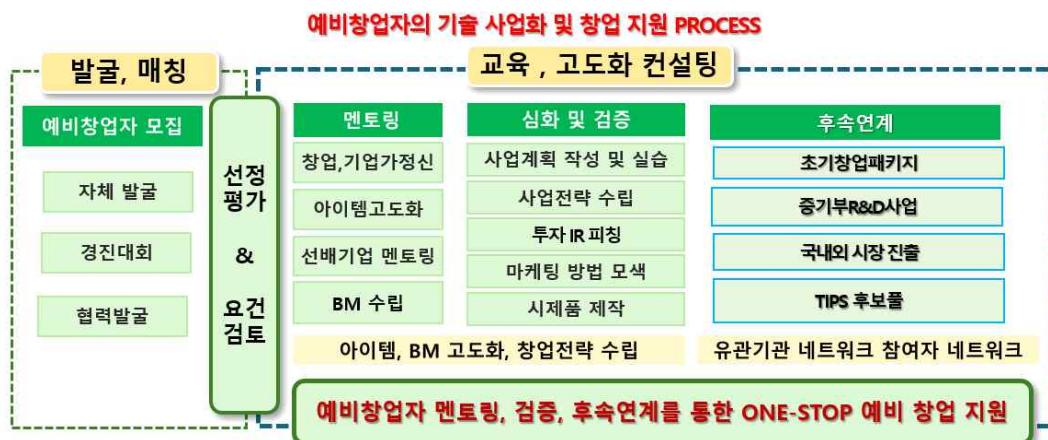 예비창업자의 기술 사업화 및 창업 지원 PROCESS
발굴, 매칭
교육 , 고도화 컨설팅
예비창업자 모집
자체 발굴
경진대회
협력발굴
선정
평가
&
요건
검토
멘토링
창업,기업가정신
아이템고도화
선배기업 멘토링
BM 수립
심화 및 검증
사업계획 작성 및 실습
사업전략 수립
투자 IR 피칭
마케팅 방법 모색
시제품 제작
아이템, BM 고도화, 창업전략 수립
후속연계
초기창업패키지
중기부R&D사업
국내외 시장 진출
TIPS 후보풀
유관기관 네트워크 참여자 네트워크
예비창업자 멘토링, 검증, 후속연계를 통한 ONE-STOP 예비 창업 지원